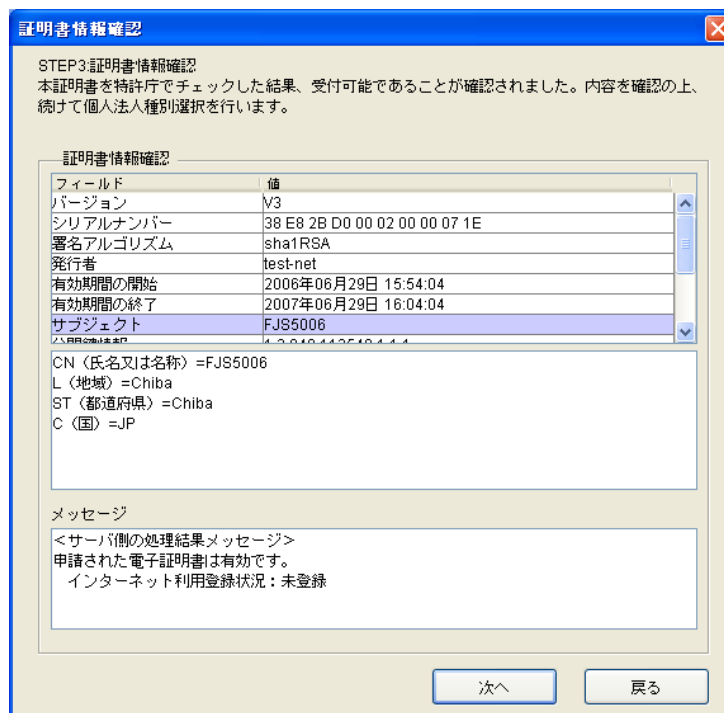 証明書情報確認
STEP3:証明書情報確認
本証明書を特許庁でチェックした結果、受付可能であることが確認されました。内容を確認の上、
続けて個人法人種別選択を行います。
証明書情報確認
フィールド 値
バージョン V3
シリアルナンバー 38 E8 2B D0 00 02 00 00 07 1E
署名アルゴリズム sha1RSA
発行者 test-net
有効期間の開始 2006年06月29日 15:54:04
有効期間の終了 2007年06月29日 16:04:04
サブジェクト FJS5006
CN（氏名又は名称）=FJS5006
L（地域）=Chiba
ST（都道府県）=Chiba
C（国）=JP
メッセージ
＜サーバ側の処理結果メッセージ＞
申請された電子証明書は有効です。
インターネット利用登録状況：未登録
次へ 戻る